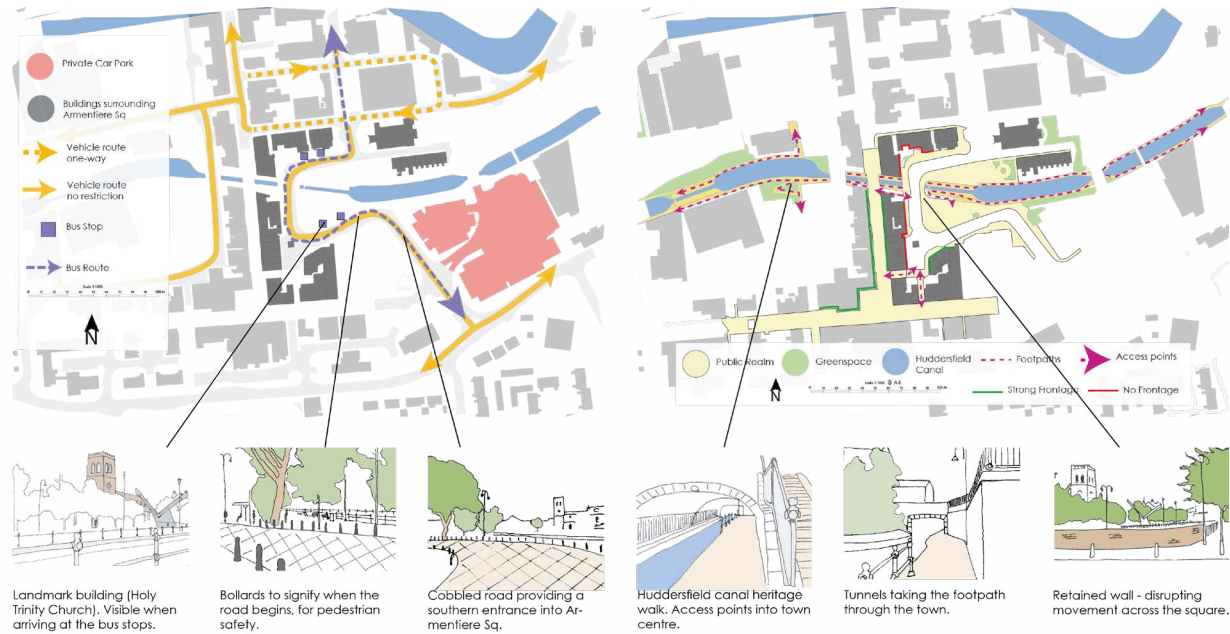 Private Car Park
Buildings surrounding
Armentiere Sq
Vehicle route
one-way
Vehicle route
no restriction
Bus Stop
Bus Route
N
Public Realm
Greenspace
Huddersfield
Canal
Footpaths
Access points
N
Strong Frontage
No Frontage
Landmark building (Holy
Trinity Church). Visible when
arriving at the bus stops.
Bollards to signify when the
road begins, for pedestrian
safety.
Cobbled road providing a
southern entrance into Ar-
mentiere Sq.
Huddersfield canal heritage
walk. Access points into town
centre.
Tunnels taking the footpath
through the town.
Retained wall - disrupting
movement across the square.